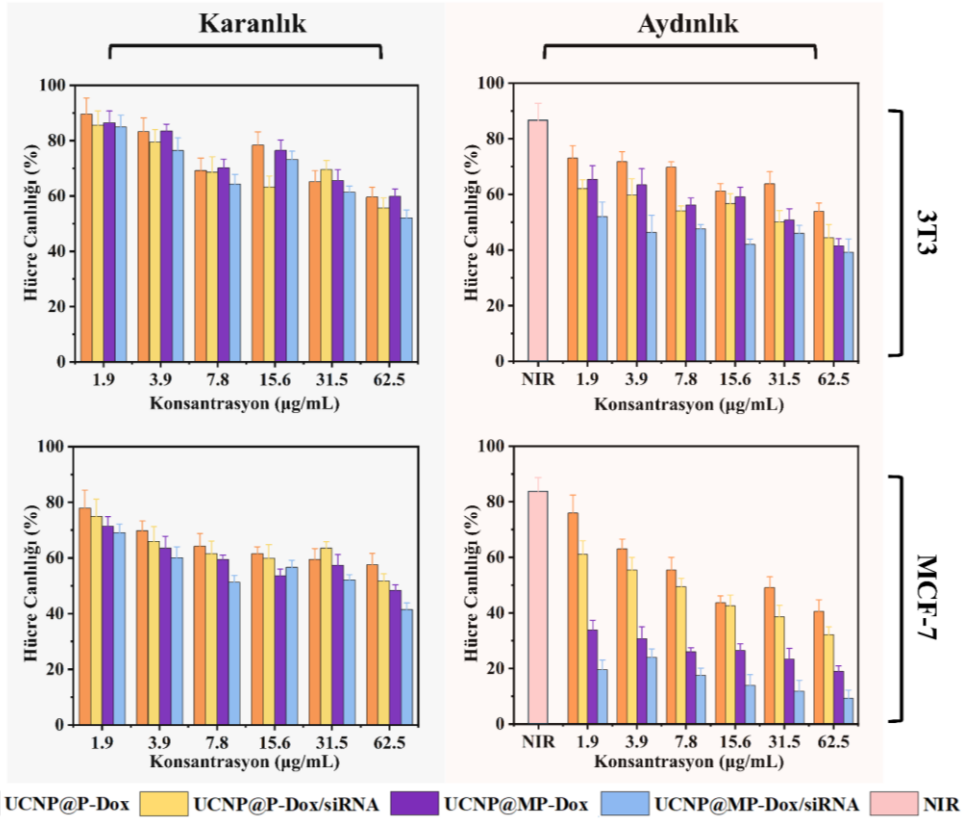 Karanlık
Aydınlık
Hücre Canlılığı (%)
100
80
60
40
20
0
1.9 3.9 7.8 15.6 31.5 62.5
Konsantrasyon (µg/mL)
Hücre Canlılığı (%)
100
80
60
40
20
0
NIR 1.9 3.9 7.8 15.6 31.5 62.5
Konsantrasyon (µg/mL)
3T3
Hücre Canlılığı (%)
100
80
60
40
20
0
1.9 3.9 7.8 15.6 31.5 62.5
Konsantrasyon (µg/mL)
Hücre Canlılığı (%)
100
80
60
40
20
0
NIR 1.9 3.9 7.8 15.6 31.5 62.5
Konsantrasyon (µg/mL)
MCF-7
UCNP@P-Dox UCNP@P-Dox/siRNA UCNP@MP-Dox UCNP@MP-Dox/siRNA NIR